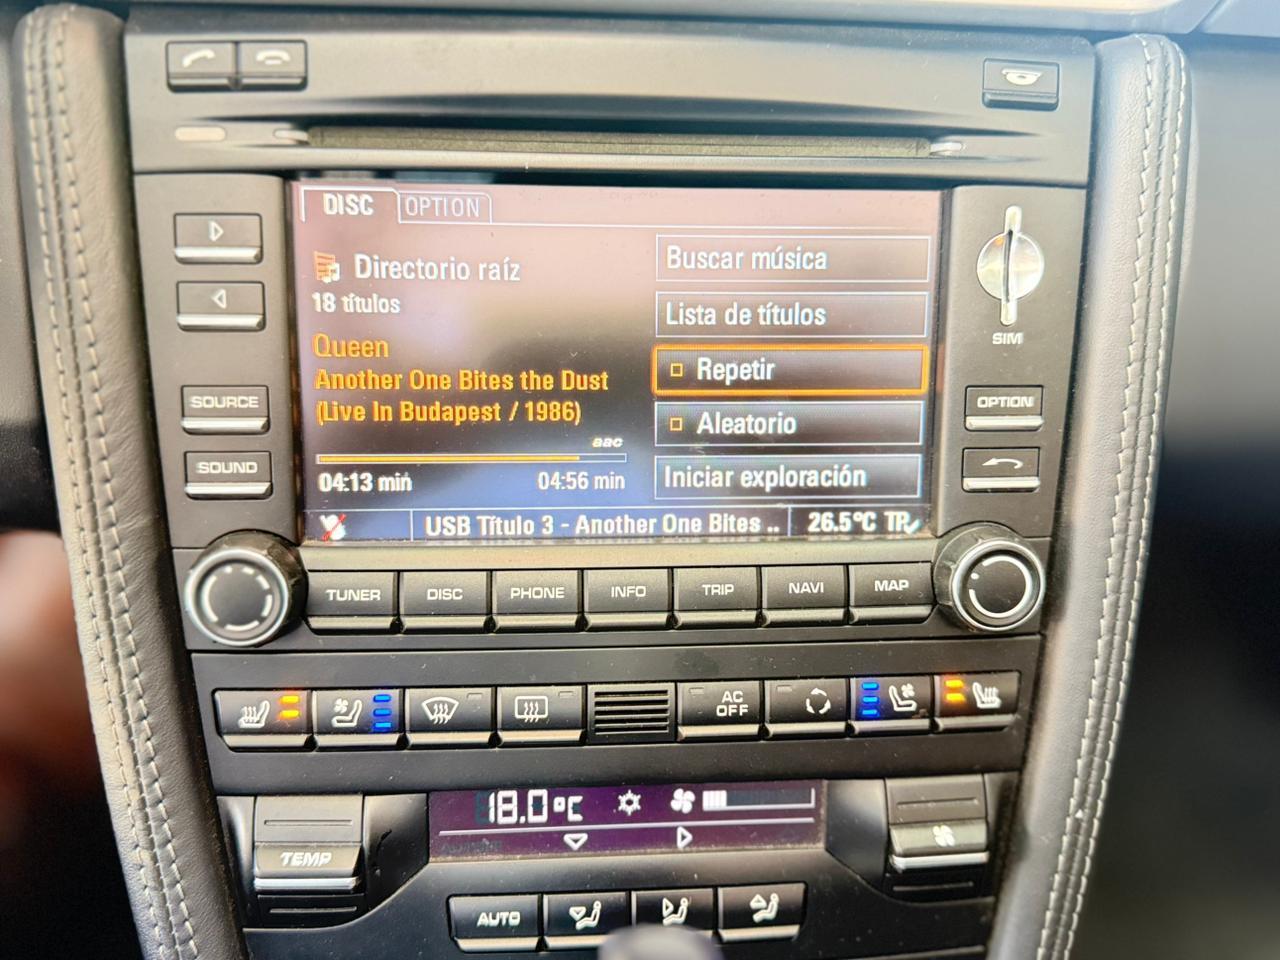 DISC OPTION
Directorio raíz
18 títulos
Queen
Another One Bites the Dust
(Live In Budapest / 1986)
aac
04:13 min 04:56 min
Buscar música
Lista de títulos
Repetir
Aleatorio
Iniciar exploración
USB Título 3 - Another One Bites .. 26.5°C TP
SOURCE
SOUND
SIM
OPTION
TUNER DISC PHONE INFO TRIP NAVI MAP
AC
OFF
18.0°C
TEMP
AUTO